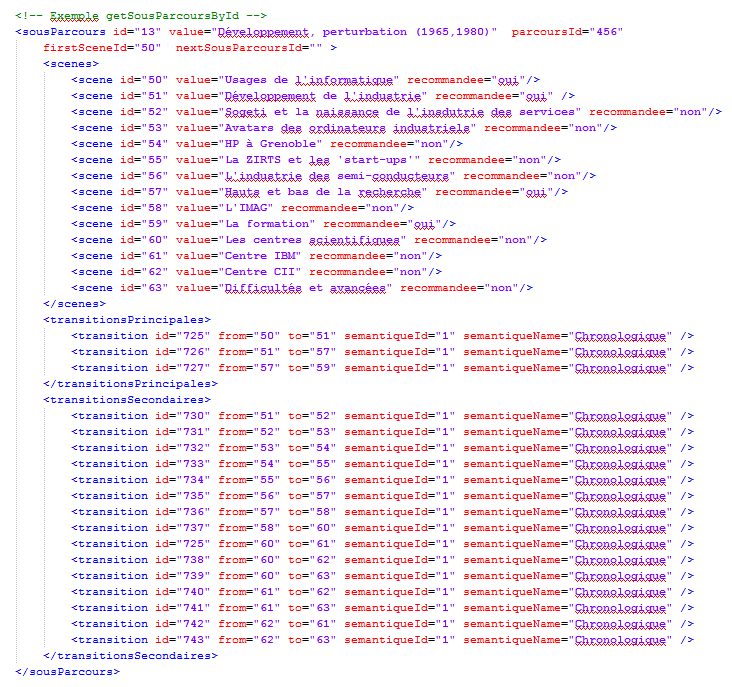 <!-- Exemple getSousParcoursById -->
<sousParcours id="13" value="Développement, perturbation (1965,1980)"  parcoursId="456"
    firstSceneId="50"  nextSousParcoursId="" >
    <scenes>
        <scene id="50" value="Usages de l'informatique" recommandee="oui"/>
        <scene id="51" value="Développement de l'industrie" recommandee="oui" />
        <scene id="52" value="Sogeti et la naissance de l'insdutrie des services" recommandee="non"/>
        <scene id="53" value="Avatars des ordinateurs industriels" recommandee="non"/>
        <scene id="54" value="HP à Grenoble" recommandee="non"/>
        <scene id="55" value="La ZIRTS et les 'start-ups'" recommandee="non"/>
        <scene id="56" value="L'industrie des semi-conducteurs" recommandee="non"/>
        <scene id="57" value="Hauts et bas de la recherche" recommandee="oui"/>
        <scene id="58" value="L'IMAG" recommandee="non"/>
        <scene id="59" value="La formation" recommandee="oui"/>
        <scene id="60" value="Les centres scientifiques" recommandee="non"/>
        <scene id="61" value="Centre IBM" recommandee="non"/>
        <scene id="62" value="Centre CII" recommandee="non"/>
        <scene id="63" value="Difficultés et avancées" recommandee="non"/>
    </scenes>
    <transitionsPrincipales>
        <transition id="725" from="50" to="51" semantiqueId="1" semantiqueName="Chronologique" />
        <transition id="726" from="51" to="57" semantiqueId="1" semantiqueName="Chronologique" />
        <transition id="727" from="57" to="59" semantiqueId="1" semantiqueName="Chronologique" />
    </transitionsPrincipales>
    <transitionsSecondaires>
        <transition id="730" from="51" to="52" semantiqueId="1" semantiqueName="Chronologique" />
        <transition id="731" from="52" to="53" semantiqueId="1" semantiqueName="Chronologique" />
        <transition id="732" from="53" to="54" semantiqueId="1" semantiqueName="Chronologique" />
        <transition id="733" from="54" to="55" semantiqueId="1" semantiqueName="Chronologique" />
        <transition id="734" from="55" to="56" semantiqueId="1" semantiqueName="Chronologique" />
        <transition id="735" from="56" to="57" semantiqueId="1" semantiqueName="Chronologique" />
        <transition id="736" from="57" to="58" semantiqueId="1" semantiqueName="Chronologique" />
        <transition id="737" from="58" to="60" semantiqueId="1" semantiqueName="Chronologique" />
        <transition id="725" from="60" to="61" semantiqueId="1" semantiqueName="Chronologique" />
        <transition id="738" from="60" to="62" semantiqueId="1" semantiqueName="Chronologique" />
        <transition id="739" from="60" to="63" semantiqueId="1" semantiqueName="Chronologique" />
        <transition id="740" from="61" to="62" semantiqueId="1" semantiqueName="Chronologique" />
        <transition id="741" from="61" to="63" semantiqueId="1" semantiqueName="Chronologique" />
        <transition id="742" from="62" to="61" semantiqueId="1" semantiqueName="Chronologique" />
        <transition id="743" from="62" to="63" semantiqueId="1" semantiqueName="Chronologique" />
    </transitionsSecondaires>
</sousParcours>